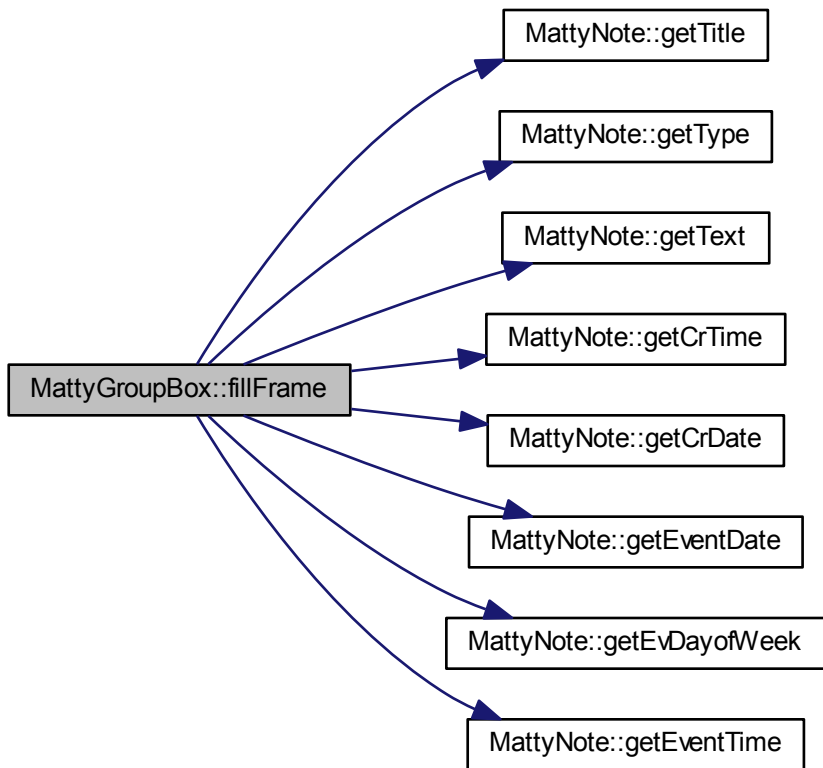 MattyNote::getTitle
MattyNote::getType
MattyNote::getText
MattyNote::getCrTime
MattyGroupBox::fillFrame
MattyNote::getCrDate
MattyNote::getEventDate
MattyNote::getEvDayofWeek
MattyNote::getEventTime